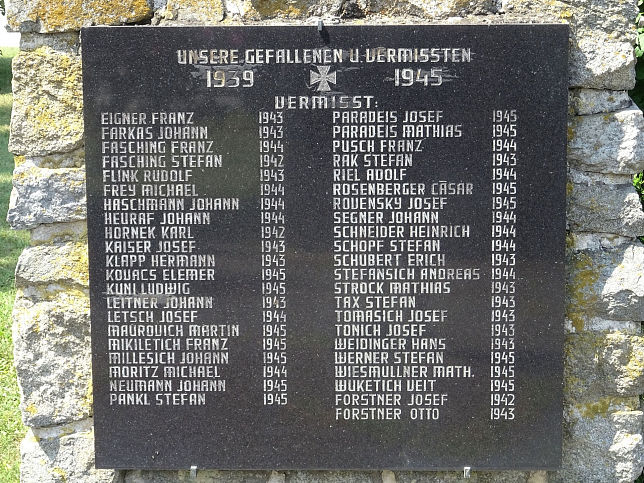 UNSERE GEFALLENEN U. VERMISSTEN
1939 1945
VERMISST:
EIGNER FRANZ 1943
FARKAS JOHANN 1943
FASCHING FRANZ 1944
FASCHING STEFAN 1942
FLINK RUDOLF 1943
FREY MICHAEL 1944
HASCHMANN JOHANN 1944
HEURAF JOHANN 1944
HORNEK KARL 1942
KAISER JOSEF 1943
KLAPP HERMANN 1943
KOVACS ELEMER 1945
KUNI LUDWIG 1945
LEITNER JOHANN 1943
LETSCH JOSEF 1944
MAUROVICH MARTIN 1945
MIKILETICH FRANZ 1945
MILLESICH JOHANN 1945
MORITZ MICHAEL 1944
NEUMANN JOHANN 1945
PANKL STEFAN 1945
PARADEIS JOSEF 1945
PARADEIS MATHIAS 1945
PUSCH FRANZ 1944
RAK STEFAN 1943
RIEL ADOLF 1944
ROSENBERGER CÄSAR 1945
ROVENSKY JOSEF 1945
SEGNER JOHANN 1944
SCHNEIDER HEINRICH 1944
SCHOPF STEFAN 1944
SCHUBERT ERICH 1943
STEFANSICH ANDREAS 1944
STROCK MATHIAS 1943
TAX STEFAN 1943
TOMASICH JOSEF 1943
TONICH JOSEF 1943
WEIDINGER HANS 1943
WERNER STEFAN 1945
WIESMÜLLNER MATH. 1945
WUKETICH VEIT 1945
FORSTNER JOSEF 1942
FORSTNER OTTO 1943